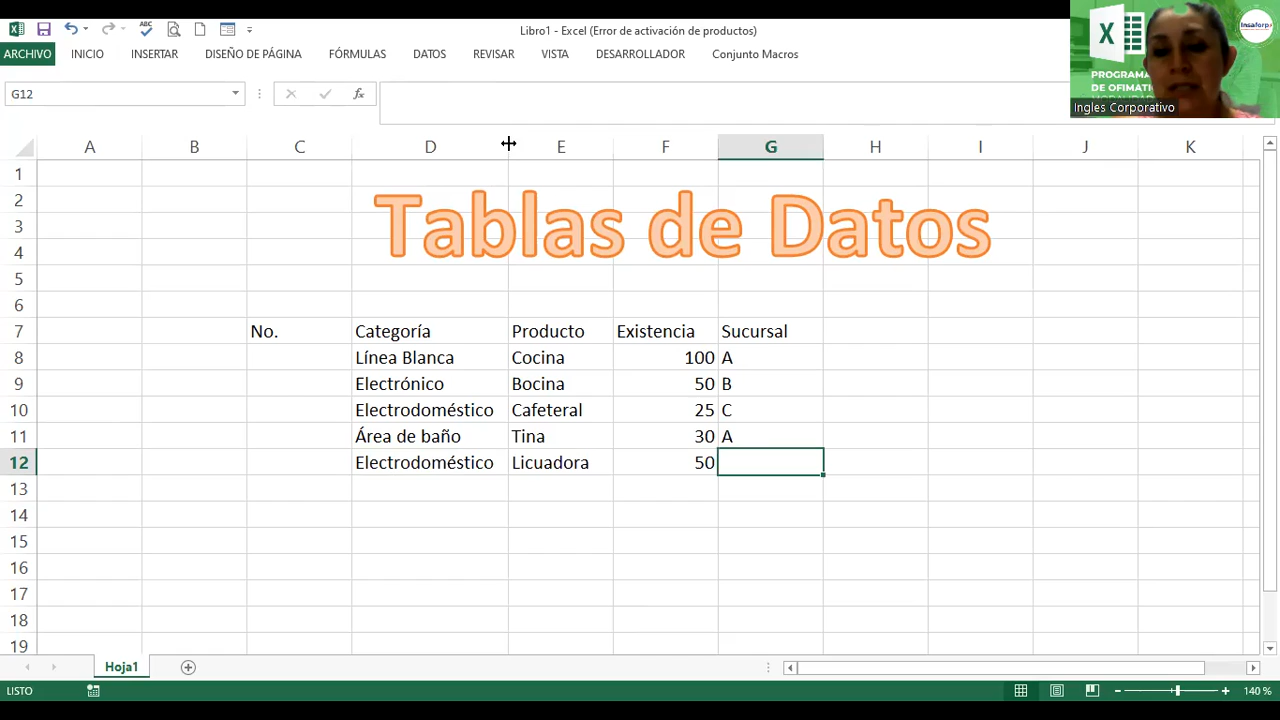 Libro1 - Excel (Error de activación de productos)
ARCHIVO INICIO INSERTAR DISEÑO DE PÁGINA FÓRMULAS DATOS REVISAR VISTA DESARROLLADOR Conjunto Macros
PROGRAMA
DE OFIMÁTIC
Insaforp
Ingles Corporativo
G12
A B C D E F G H I J K
1
2
3
4
Tablas de Datos
5
6
7 No. Categoría Producto Existencia Sucursal
8 Línea Blanca Cocina 100 A
9 Electrónico Bocina 50 B
10 Electrodoméstico Cafeteral 25 C
11 Área de baño Tina 30 A
12 Electrodoméstico Licuadora 50
13
14
15
16
17
18
19
Hoja1
LISTO 140 %